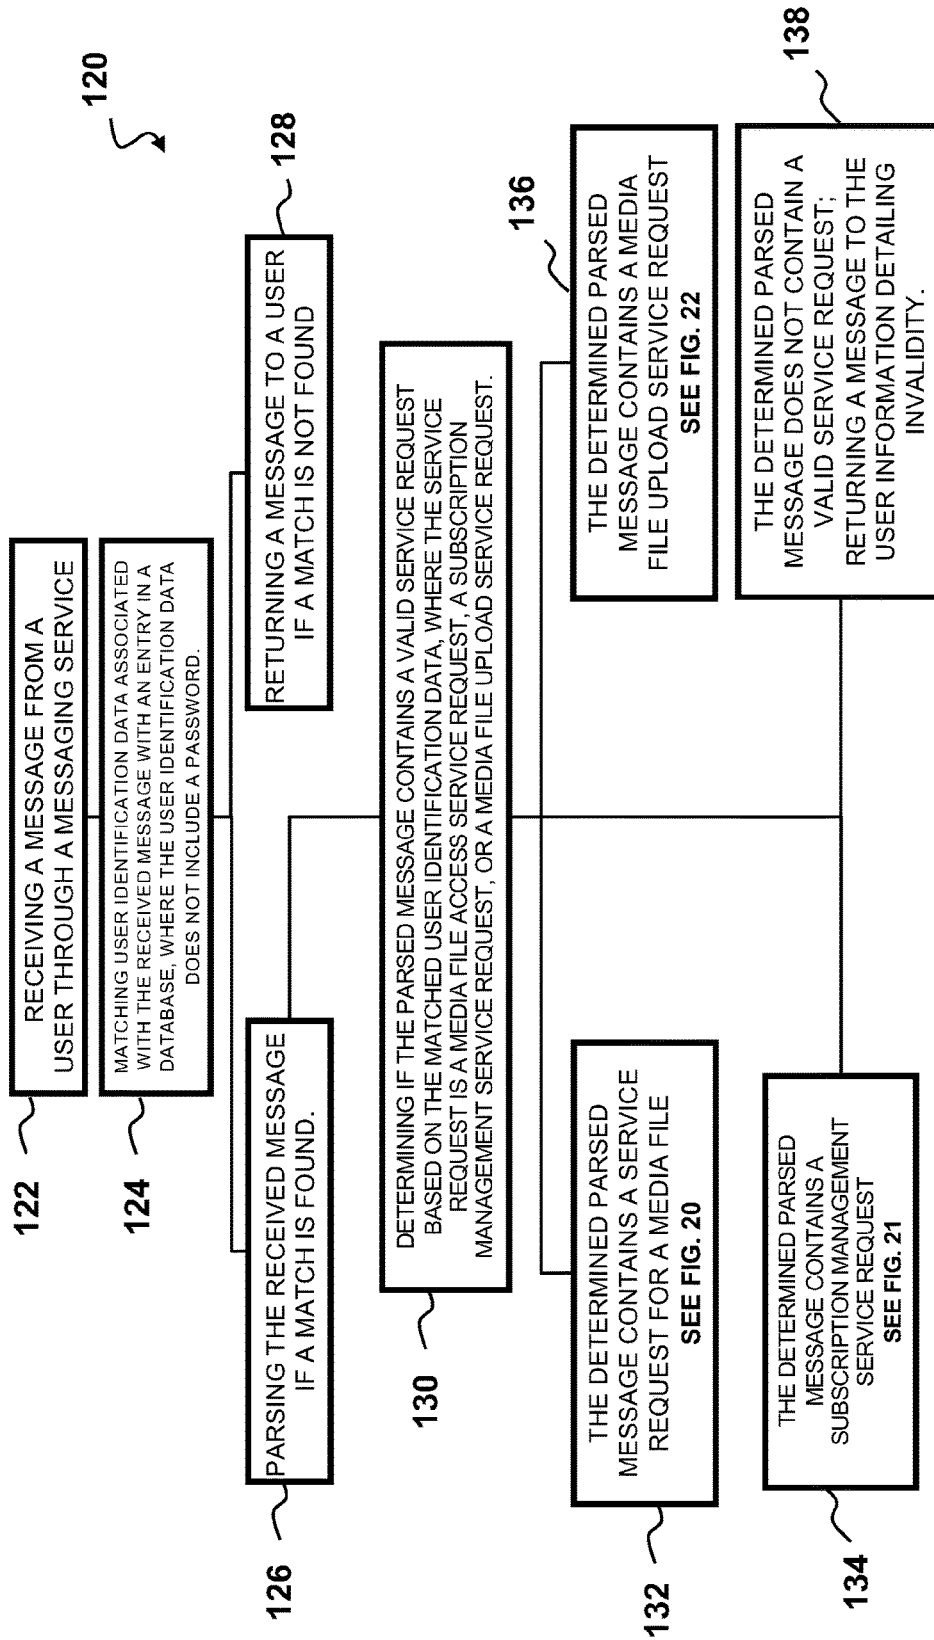 120
122
RECEIVING A MESSAGE FROM A
USER THROUGH A MESSAGING SERVICE
124
MATCHING USER IDENTIFICATION DATA ASSOCIATED
WITH THE RECEIVED MESSAGE WITH AN ENTRY IN A
DATABASE, WHERE THE USER IDENTIFICATION DATA
DOES NOT INCLUDE A PASSWORD.
126
PARSING THE RECEIVED MESSAGE
IF A MATCH IS FOUND.
128
RETURNING A MESSAGE TO A USER
IF A MATCH IS NOT FOUND
130
DETERMINING IF THE PARSED MESSAGE CONTAINS A VALID SERVICE REQUEST
BASED ON THE MATCHED USER IDENTIFICATION DATA, WHERE THE SERVICE
REQUEST IS A MEDIA FILE ACCESS SERVICE REQUEST, A SUBSCRIPTION
MANAGEMENT SERVICE REQUEST, OR A MEDIA FILE UPLOAD SERVICE REQUEST.
132
THE DETERMINED PARSED
MESSAGE CONTAINS A SERVICE
REQUEST FOR A MEDIA FILE
SEE FIG. 20
136
THE DETERMINED PARSED
MESSAGE CONTAINS A MEDIA
FILE UPLOAD SERVICE REQUEST
SEE FIG. 22
134
THE DETERMINED PARSED
MESSAGE CONTAINS A
SUBSCRIPTION MANAGEMENT
SERVICE REQUEST
SEE FIG. 21
138
THE DETERMINED PARSED
MESSAGE DOES NOT CONTAIN A
VALID SERVICE REQUEST;
RETURNING A MESSAGE TO THE
USER INFORMATION DETAILING
INVALIDITY.